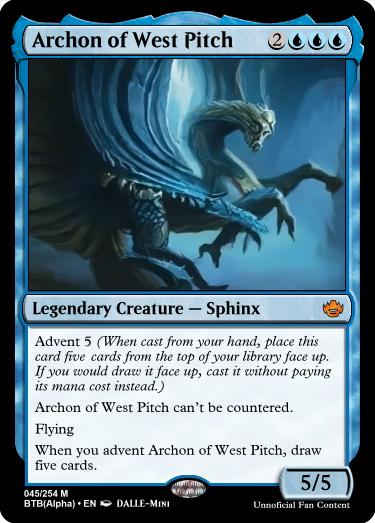 Archon of West Pitch 2
Legendary Creature — Sphinx
Advent 5 (When cast from your hand, place this
card five cards from the top of your library face up.
If you would draw it face up, cast it without paying
its mana cost instead.)
Archon of West Pitch can't be countered.
Flying
When you advent Archon of West Pitch, draw
five cards.
5/5
045/254 M
BTB(Alpha) • EN DALLE-Mini
Unnoficial Fan Content